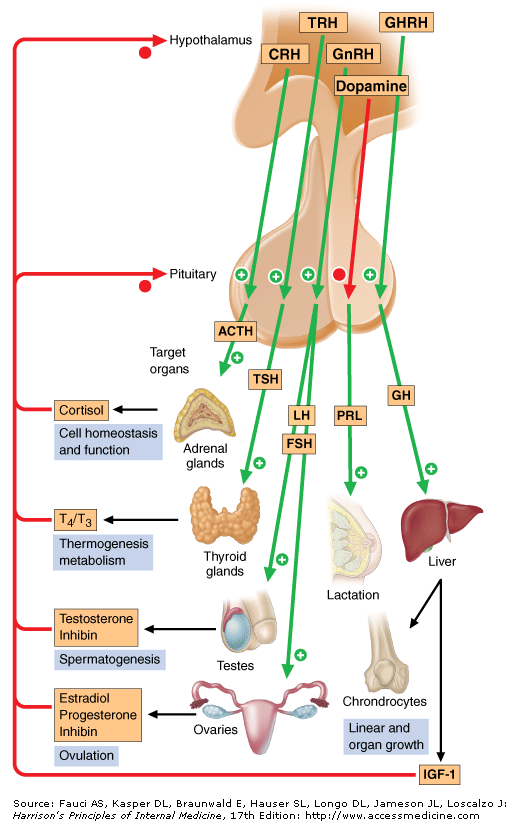 TRH
GHRH
Hypothalamus
CRH
GnRH
Dopamine
Pituitary
ACTH
Target
organs
TSH
GH
Cortisol
LH
PRL
Cell homeostasis
and function
Adrenal
glands
FSH
T4/T3
Thermogenesis
metabolism
Thyroid
glands
Liver
Lactation
Testosterone
Inhibin
Spermatogenesis
Testes
Estradiol
Progesterone
Inhibin
Ovulation
Ovaries
Chrondrocytes
Linear and
organ growth
IGF-1
Source: Fauci AS, Kasper DL, Braunwald E, Hauser SL, Longo DL, Jameson JL, Loscalzo J:
Harrison's Principles of Internal Medicine, 17th Edition: http://www.accessmedicine.com